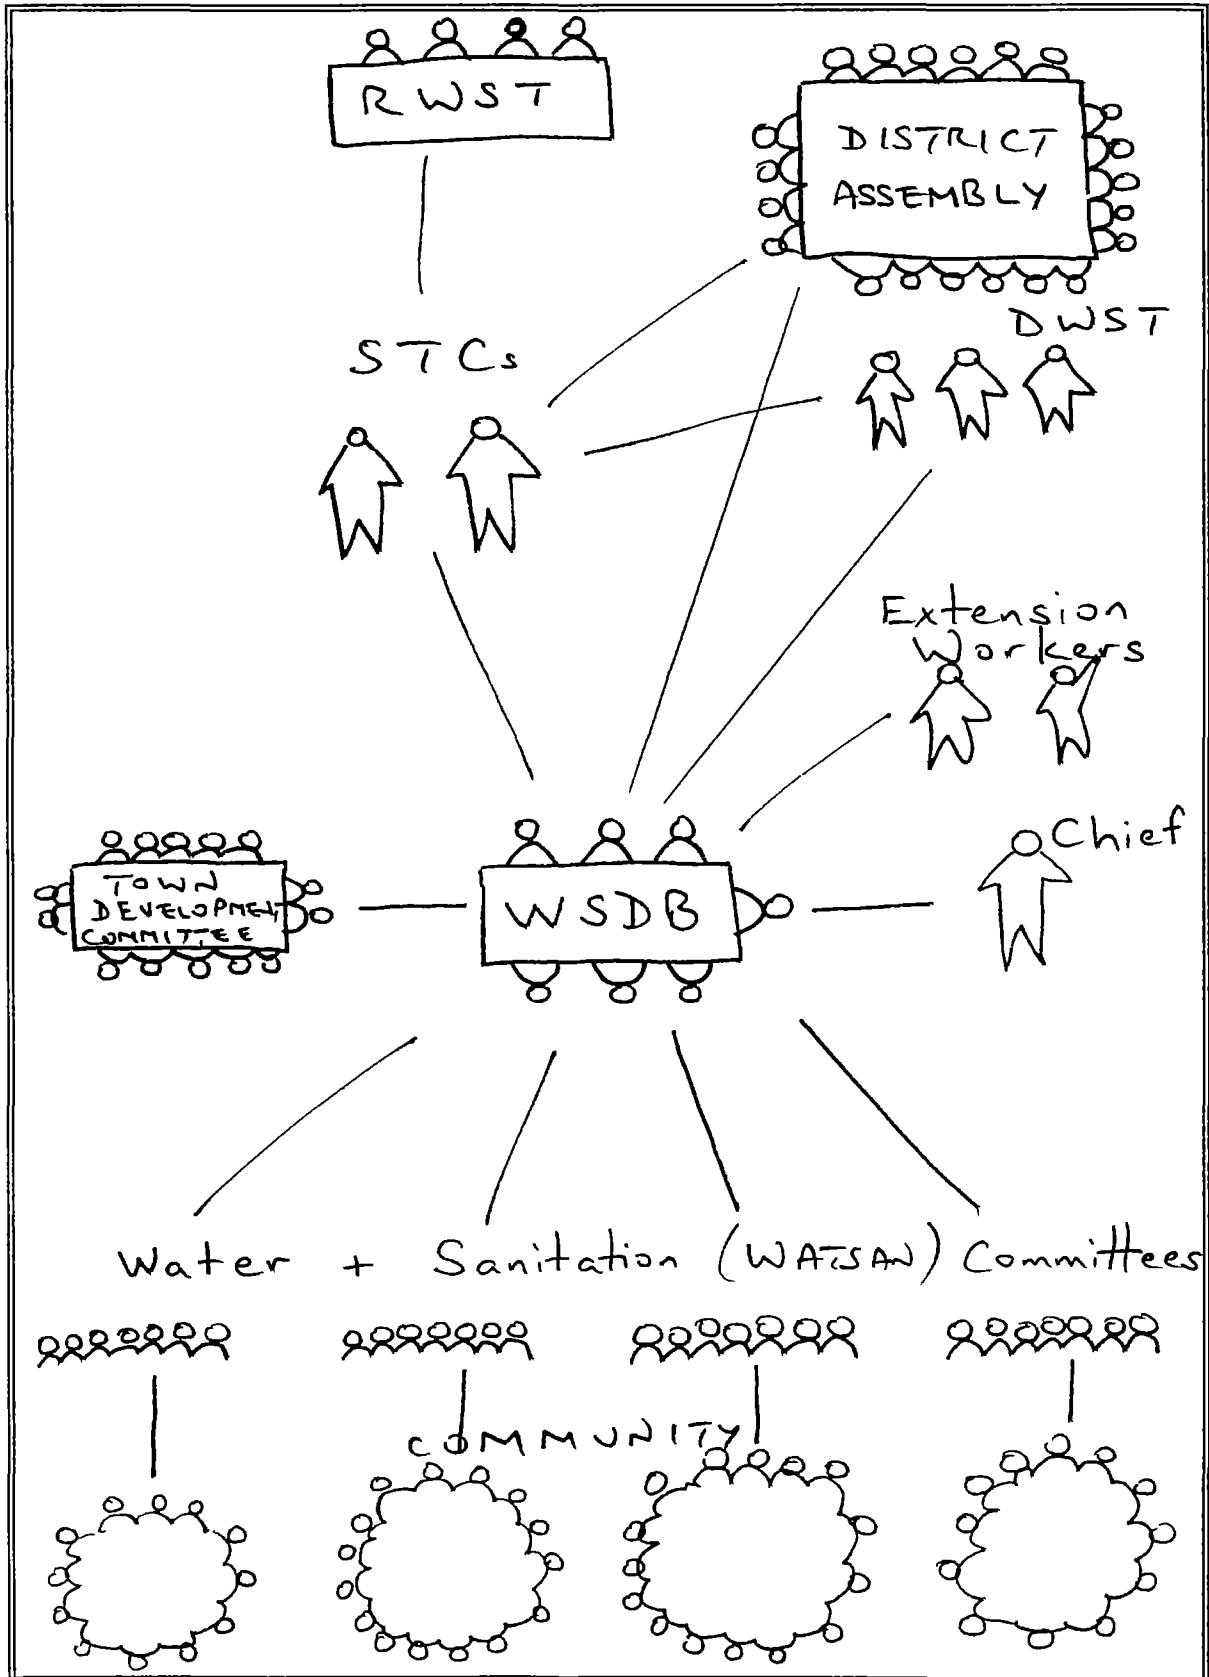 RWST
DISTRICT
ASSEMBLY
DWST
STCs
Extension
Workers
Chief
TOWN
DEVELOPMENT
COMMITTEE
WSDB
Water + Sanitation (WATSAN) Committees
COMMUNITY